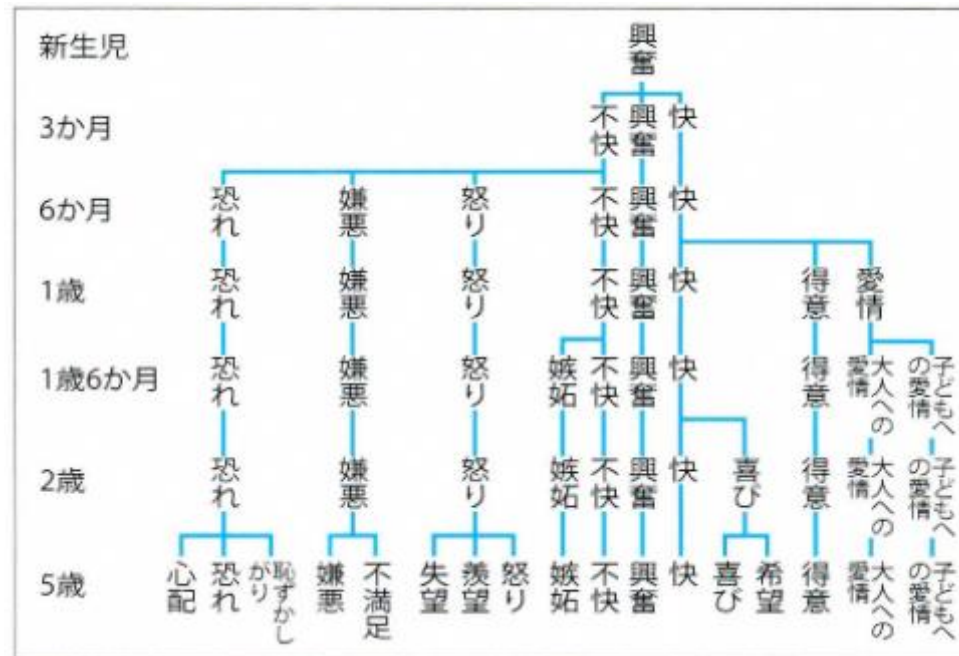 新生児
興奮
3か月
不快
興奮
快
6か月
恐れ
嫌悪
怒り
不快
興奮
快
1歳
恐れ
嫌悪
怒り
不快
興奮
快
得意
愛情
1歳6か月
恐れ
嫌悪
怒り
嫉妬
不快
興奮
快
得意
大人への
愛情
子どもへ
の愛情
2歳
恐れ
嫌悪
怒り
嫉妬
不快
興奮
快
喜び
得意
大人への
愛情
子どもへ
の愛情
5歳
心配
恐れ
恥ずかし
がり
嫌悪
不満足
失望
羨望
怒り
嫉妬
不快
興奮
快
喜び
希望
得意
大人への
愛情
子どもへ
の愛情